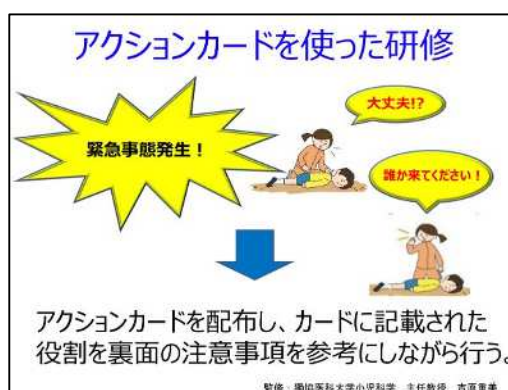 アクションカードを使った研修
緊急事態発生！
大丈夫!?
誰か来てください！
アクションカードを配布し、カードに記載された
役割を裏面の注意事項を参考にしながら行う。
監修：獨協医科大学小児科学　主任教授　吉原重美